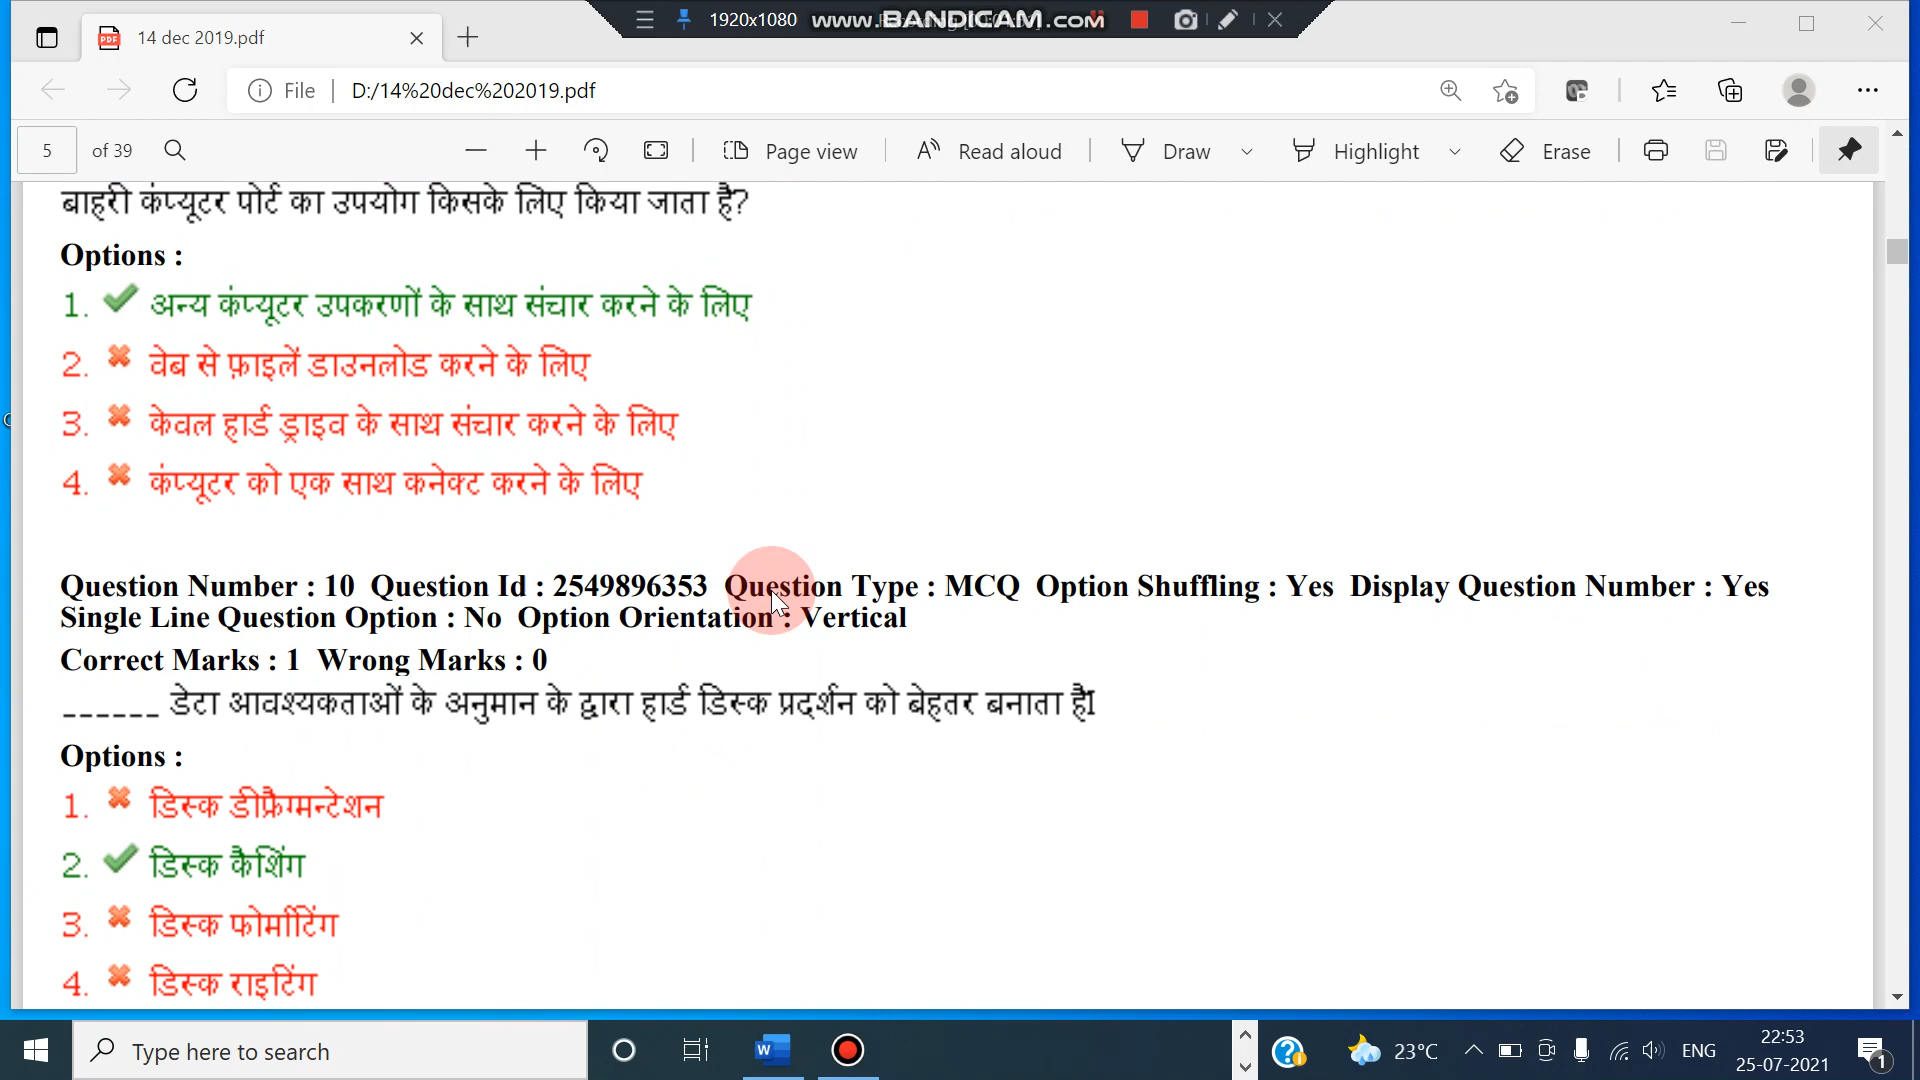 1920x1080 www.BANDICAM.com
14 dec 2019.pdf
File D:/14%20dec%202019.pdf
5 of 39 Page view Read aloud Draw Highlight Erase
बाहरी कंप्यूटर पोर्ट का उपयोग किसके लिए किया जाता है?
Options :
1. अन्य कंप्यूटर उपकरणों के साथ संचार करने के लिए
2. वेब से फ़ाइलें डाउनलोड करने के लिए
3. केवल हार्ड ड्राइव के साथ संचार करने के लिए
4. कंप्यूटर को एक साथ कनेक्ट करने के लिए
Question Number : 10 Question Id : 2549896353 Question Type : MCQ Option Shuffling : Yes Display Question Number : Yes
Single Line Question Option : No Option Orientation : Vertical
Correct Marks : 1 Wrong Marks : 0
______ डेटा आवश्यकताओं के अनुमान के द्वारा हार्ड डिस्क प्रदर्शन को बेहतर बनाता है।
Options :
1. डिस्क डीफ्रैग्मन्टेशन
2. डिस्क कैशिंग
3. डिस्क फोर्माटिंग
4. डिस्क राइटिंग
Type here to search 23°C ENG 22:53
25-07-2021 1